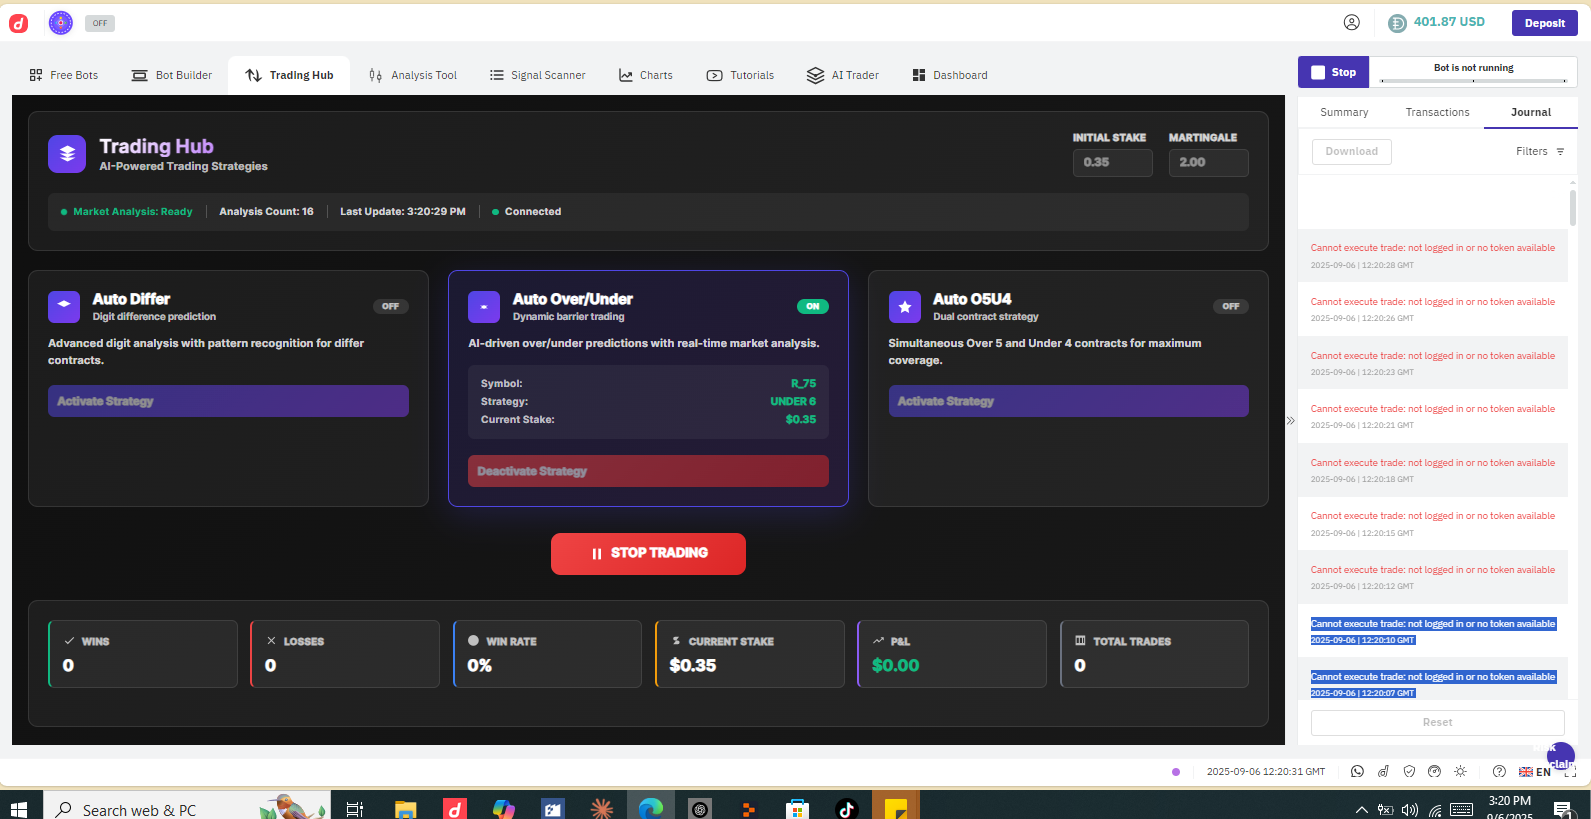 OFF
401.87 USD
Deposit
Free Bots
Bot Builder
Trading Hub
Analysis Tool
Signal Scanner
Charts
Tutorials
AI Trader
Dashboard
Stop
Bot is not running
Summary
Transactions
Journal
Download
Filters
Trading Hub
AI-Powered Trading Strategies
INITIAL STAKE
0.35
MARTINGALE
2.00
Market Analysis: Ready
Analysis Count: 16
Last Update: 3:20:29 PM
Connected
Auto Differ
Digit difference prediction
OFF
Advanced digit analysis with pattern recognition for differ
contracts.
Activate Strategy
Auto Over/Under
Dynamic barrier trading
ON
AI-driven over/under predictions with real-time market analysis.
Symbol: R_75
Strategy: UNDER 6
Current Stake: $0.35
Deactivate Strategy
Auto O5U4
Dual contract strategy
OFF
Simultaneous Over 5 and Under 4 contracts for maximum
coverage.
Activate Strategy
STOP TRADING
WINS
0
LOSSES
0
WIN RATE
0%
CURRENT STAKE
$0.35
P&L
$0.00
TOTAL TRADES
0
Cannot execute trade: not logged in or no token available
2025-09-06 | 12:20:28 GMT
Cannot execute trade: not logged in or no token available
2025-09-06 | 12:20:26 GMT
Cannot execute trade: not logged in or no token available
2025-09-06 | 12:20:23 GMT
Cannot execute trade: not logged in or no token available
2025-09-06 | 12:20:21 GMT
Cannot execute trade: not logged in or no token available
2025-09-06 | 12:20:18 GMT
Cannot execute trade: not logged in or no token available
2025-09-06 | 12:20:15 GMT
Cannot execute trade: not logged in or no token available
2025-09-06 | 12:20:12 GMT
Cannot execute trade: not logged in or no token available
2025-09-06 | 12:20:10 GMT
Cannot execute trade: not logged in or no token available
2025-09-06 | 12:20:07 GMT
Reset
2025-09-06 12:20:31 GMT
EN
Search web & PC
3:20 PM
9/6/2025